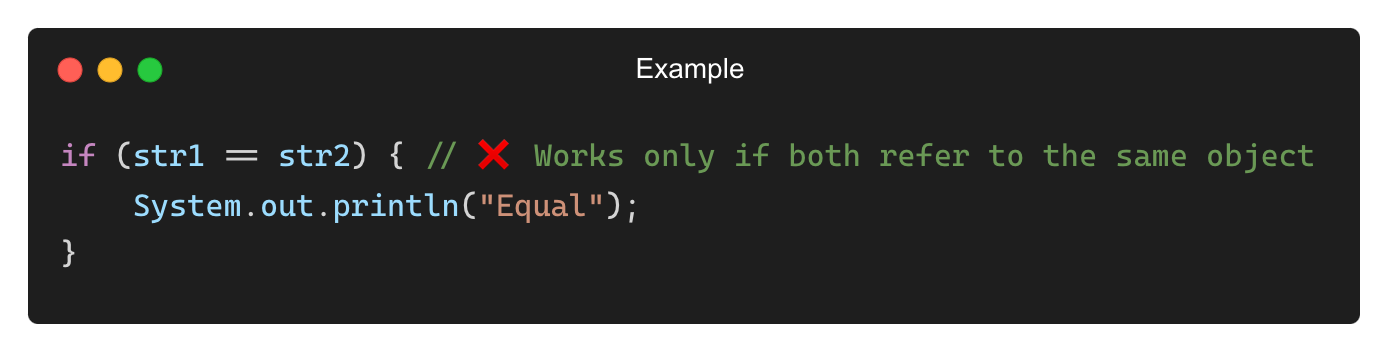 Example
if (str1 == str2) { // ❌ Works only if both refer to the same object
    System.out.println("Equal");
}